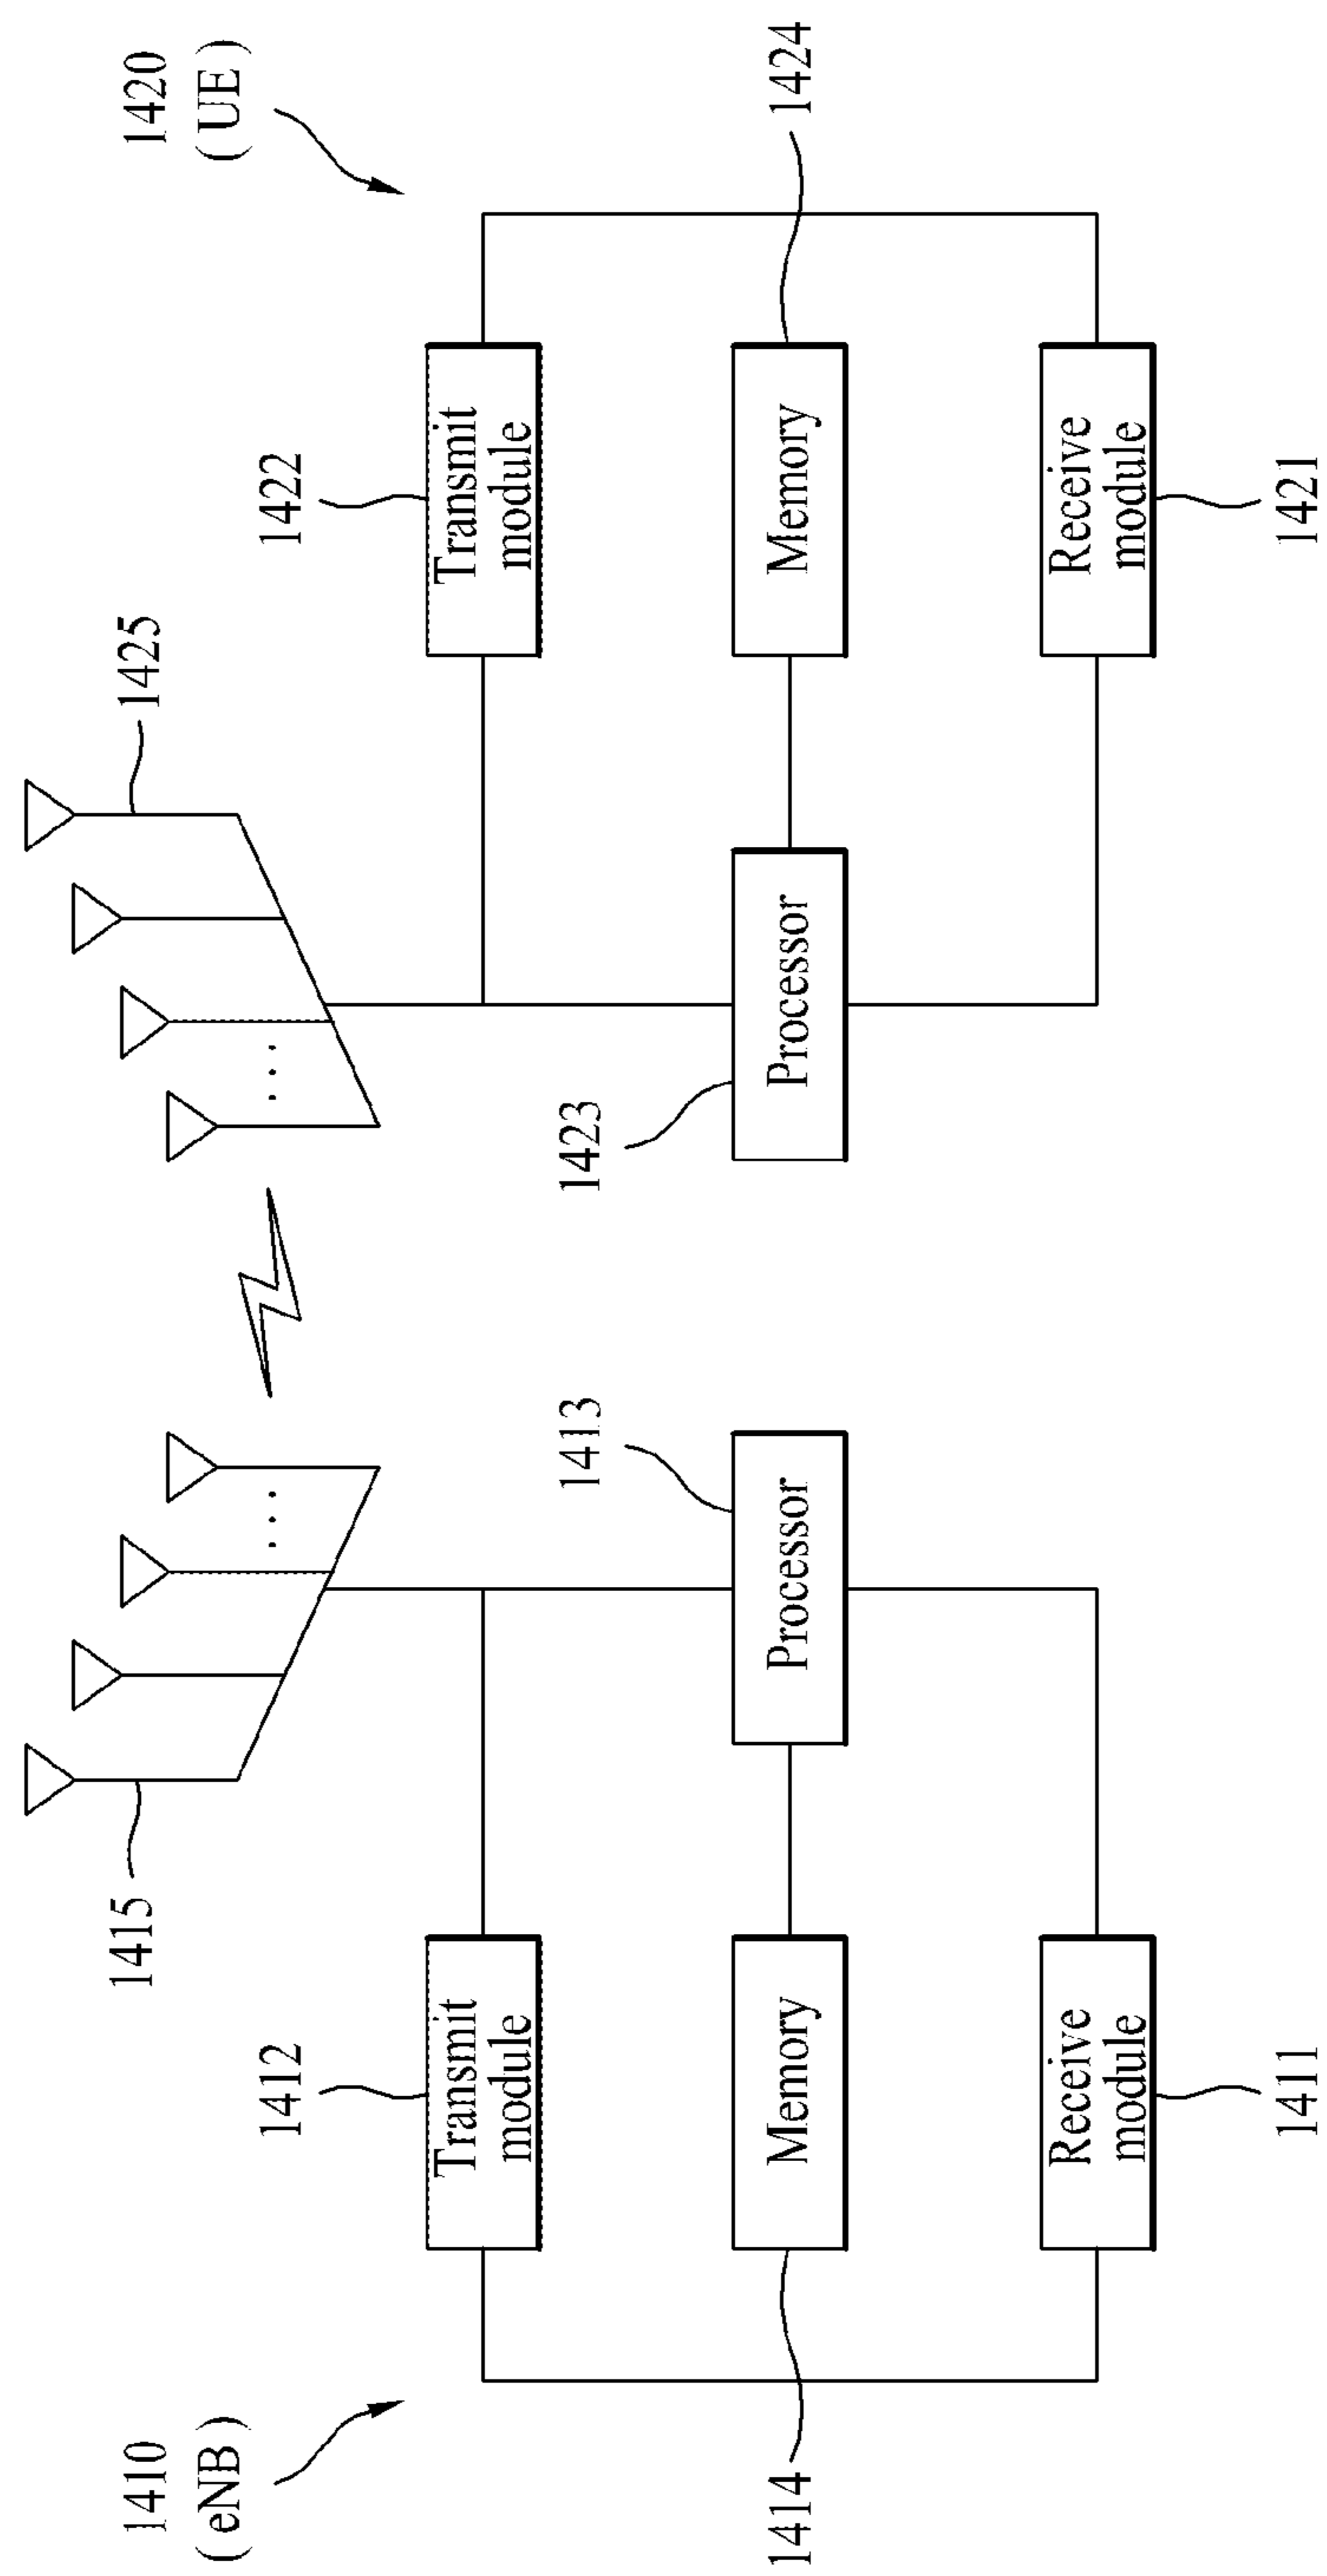 1410
( eNB )
1420
( UE )
1415
1425
1412
Transmit
module
1422
Transmit
module
1413
Processor
1423
Processor
1414
Memory
1424
Memory
1411
Receive
module
1421
Receive
module
...
...